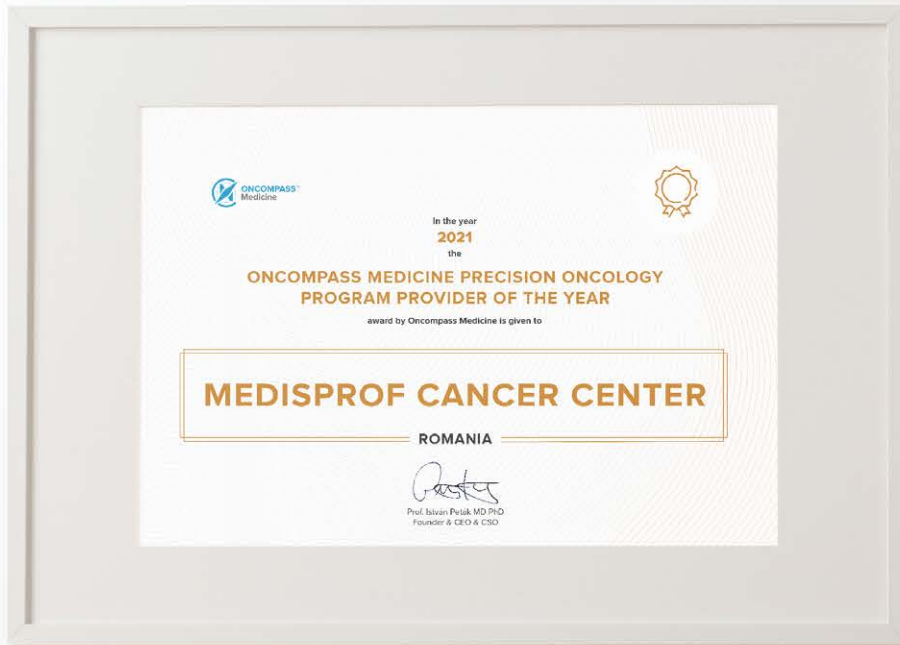 ONCOMPASS™
Medicine
In the year
2021
the
ONCOMPASS MEDICINE PRECISION ONCOLOGY
PROGRAM PROVIDER OF THE YEAR
award by Oncompass Medicine is given to
MEDISPROF CANCER CENTER
ROMANIA
Prof. István Peták MD PhD
Founder & CEO & CSO